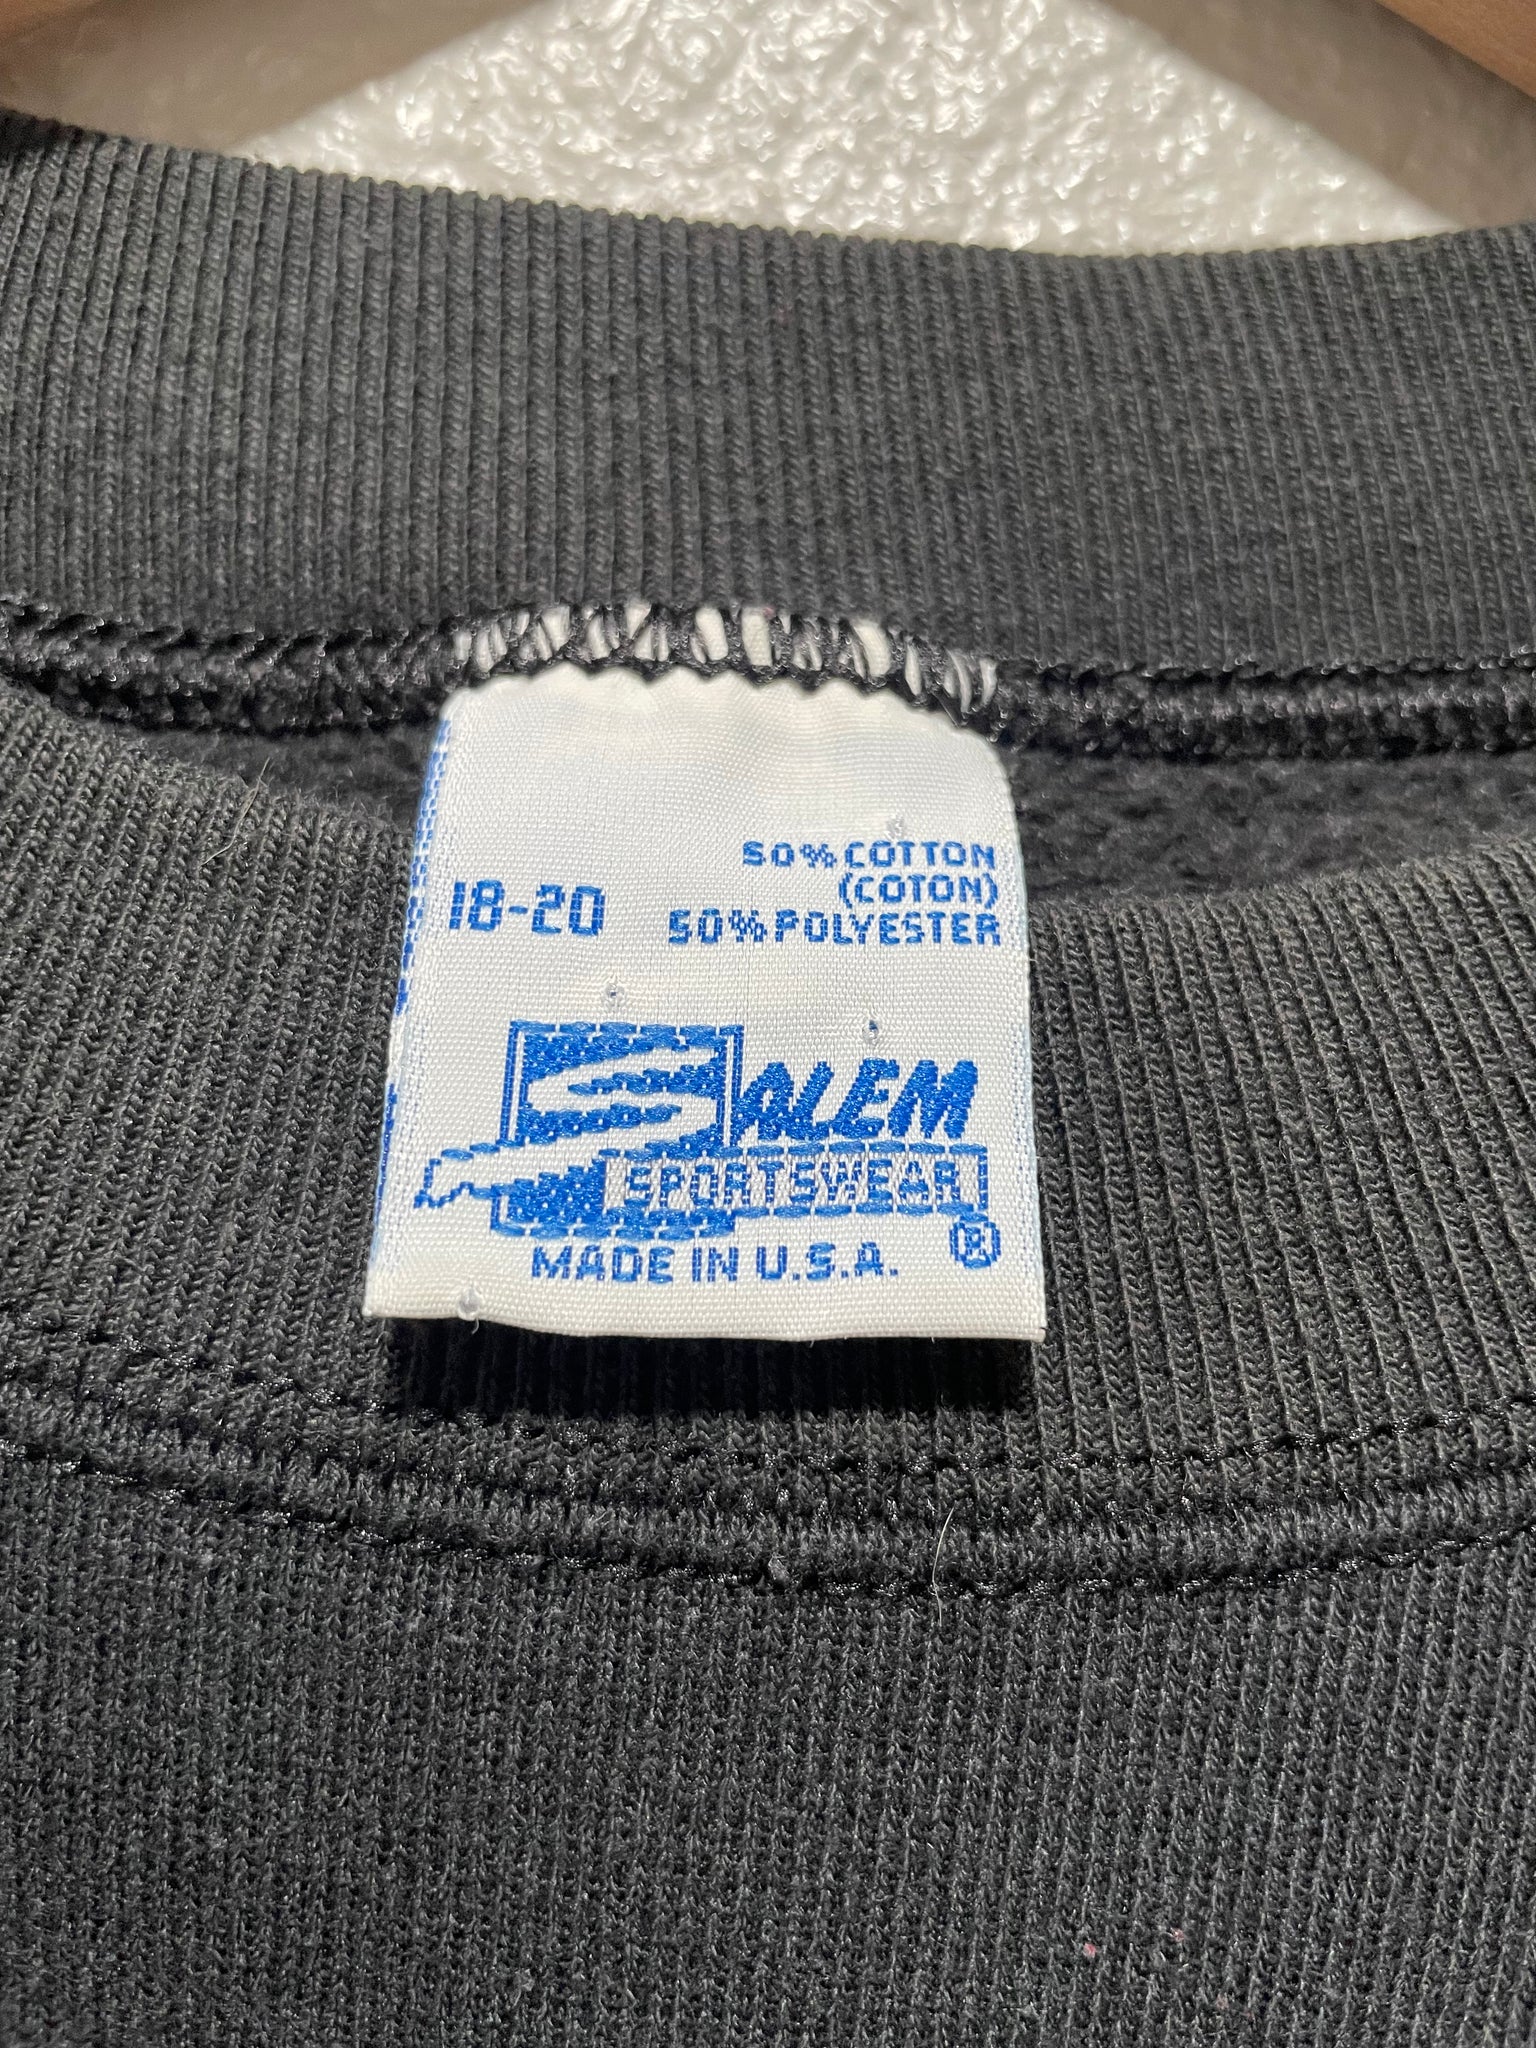 50% COTTON
(COTON)
18-20
50% POLYESTER
SALEM
SPORTSWEAR
®
MADE IN U.S.A.